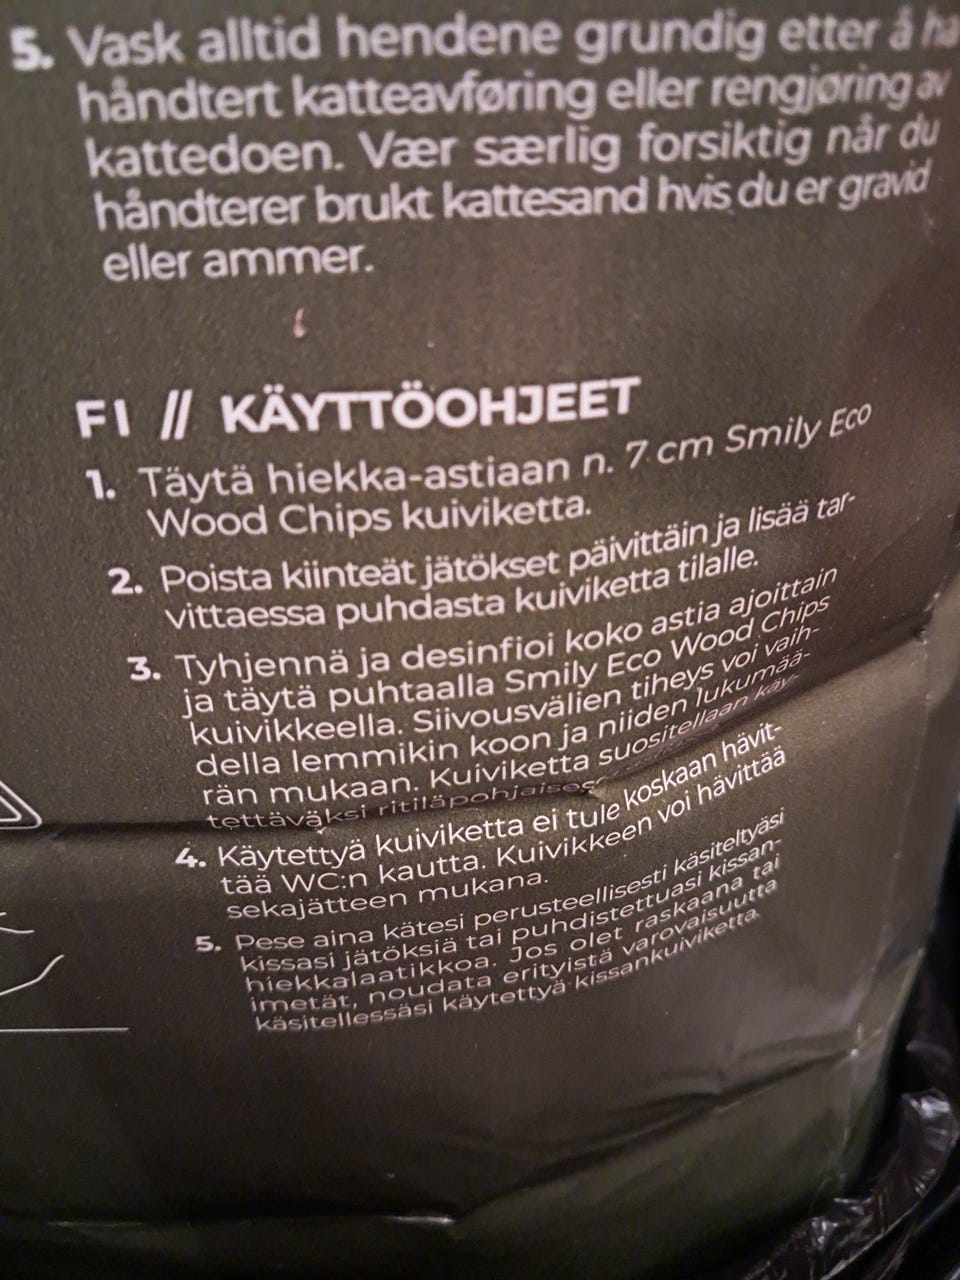 5. Vask alltid hendene grundig etter å ha
håndtert katteavføring eller rengjøring av
kattedoen. Vær særlig forsiktig når du
håndterer brukt kattesand hvis du er gravid
eller ammer.
FI // KÄYTTÖOHJEET
1. Täytä hiekka-astiaan n. 7 cm Smily Eco
Wood Chips kuiviketta.
2. Poista kiinteät jätökset päivittäin ja lisää tar-
vittaessa puhdasta kuiviketta tilalle.
3. Tyhjennä ja desinfioi koko astia ajoittain
ja täytä puhtaalla Smily Eco Wood Chips
kuivikkeella. Siivousvälien tiheys voi vaih-
della lemmikin koon ja niiden lukumää-
rän mukaan. Kuiviketta suositellaan käy-
tettäväksi
4. Käytettyä kuiviketta ei tule koskaan hävit-
tää WC:n kautta. Kuivikkeen voi hävittää
sekajätteen mukana.
5. Pese aina kätesi perusteellisesti käsiteltyäsi
kissasi jätöksiä tai puhdistettuasi kissan-
hiekkalaatikkoa. Jos olet raskaana tai
imetät, noudata erityistä varovaisuutta
käsitellessäsi käytettyä kissankuiviketta.